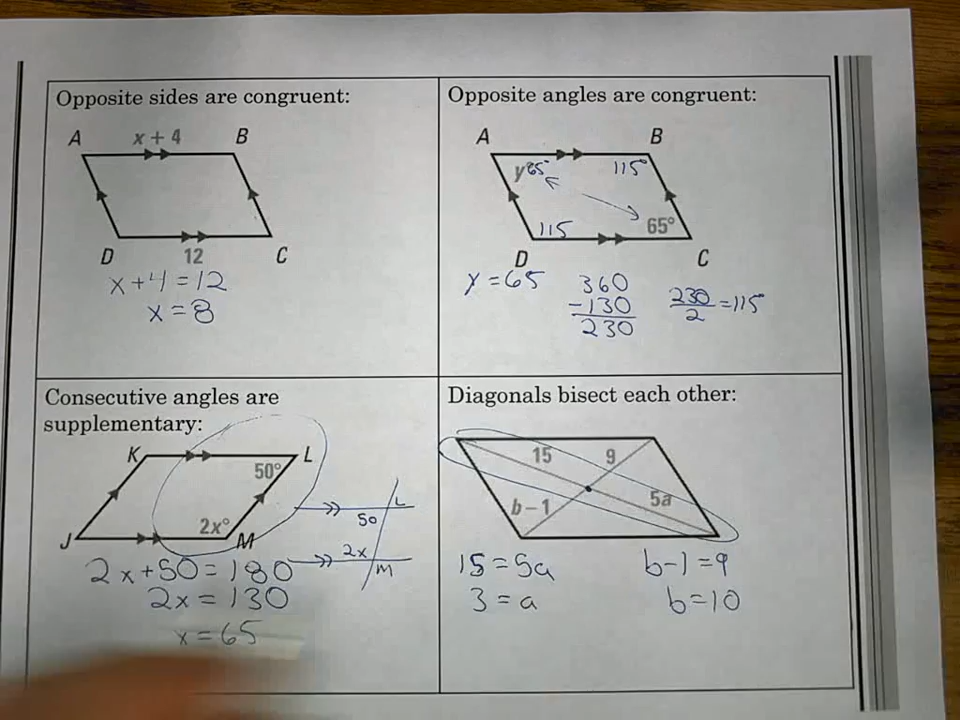 Opposite sides are congruent:
A x + 4 B
D 12 C
x+4=12
x=8
Opposite angles are congruent:
A B
y° 65° 115°
115 65°
D C
y=65
360
-130
230
230/2=115°
Consecutive angles are
supplementary:
K L
50°
2x°
J M
L
50
2x
M
2x+50=180
2x=130
x=65
Diagonals bisect each other:
15 9
b - 1 5a
15=5a
3=a
b-1=9
b=10